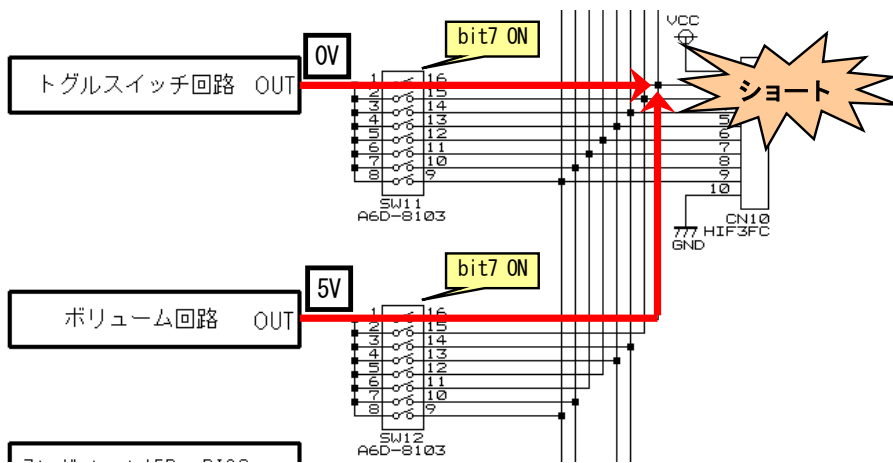 VCC
bit7 ON
0V
トグルスイッチ回路 OUT
ショート
1 16
2 15
3 14
4 13
5 12
6 11
7 10
8 9
5
6
7
8
9
10
SW11
A6D-8103
CN10
HIF3FC
GND
bit7 ON
5V
ボリューム回路 OUT
1 16
2 15
3 14
4 13
5 12
6 11
7 10
8 9
SW12
A6D-8103